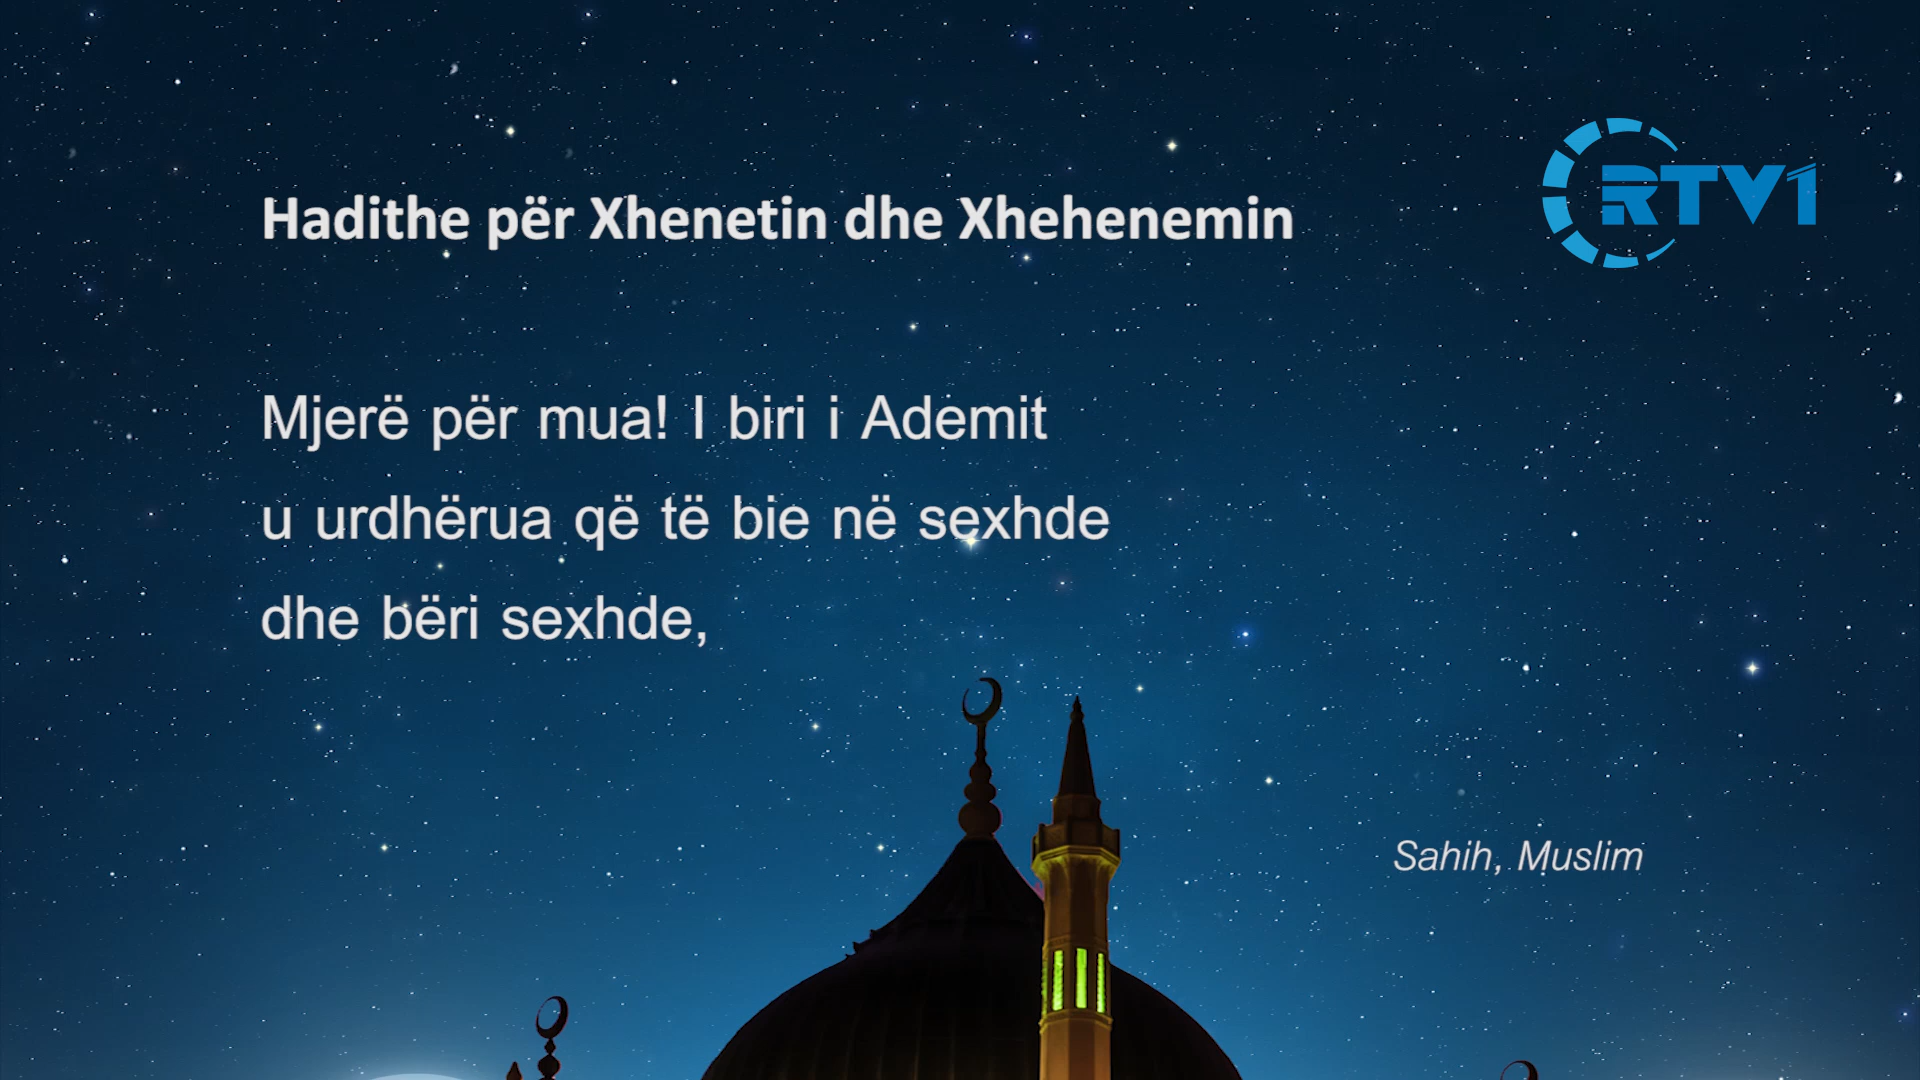 RTV1
Hadithe për Xhenetin dhe Xhehenemin
Mjerë për mua! I biri i Ademit
u urdhërua që të bie në sexhde
dhe bëri sexhde,
Sahih, Muslim